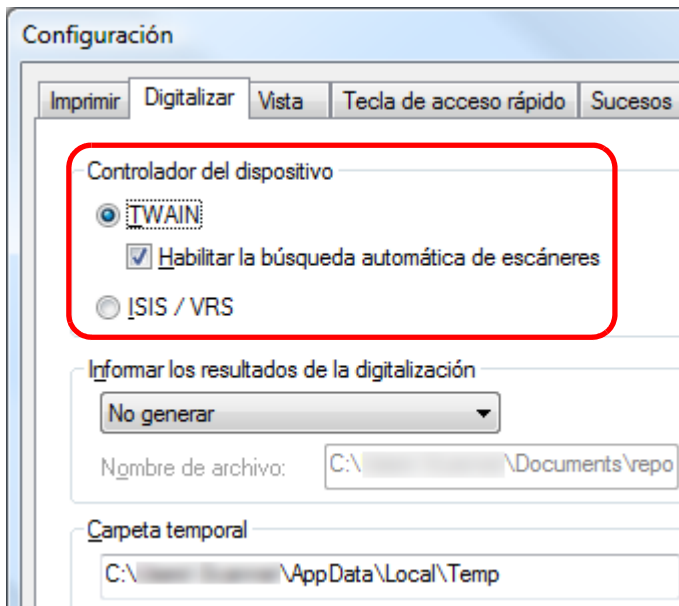 Configuración
Imprimir Digitalizar Vista Tecla de acceso rápido Sucesos
Controlador del dispositivo
TWAIN
Habilitar la búsqueda automática de escáneres
ISIS / VRS
Informar los resultados de la digitalización
No generar
Nombre de archivo: C:\ \Documents\repo
Carpeta temporal
C:\ \AppData\Local\Temp